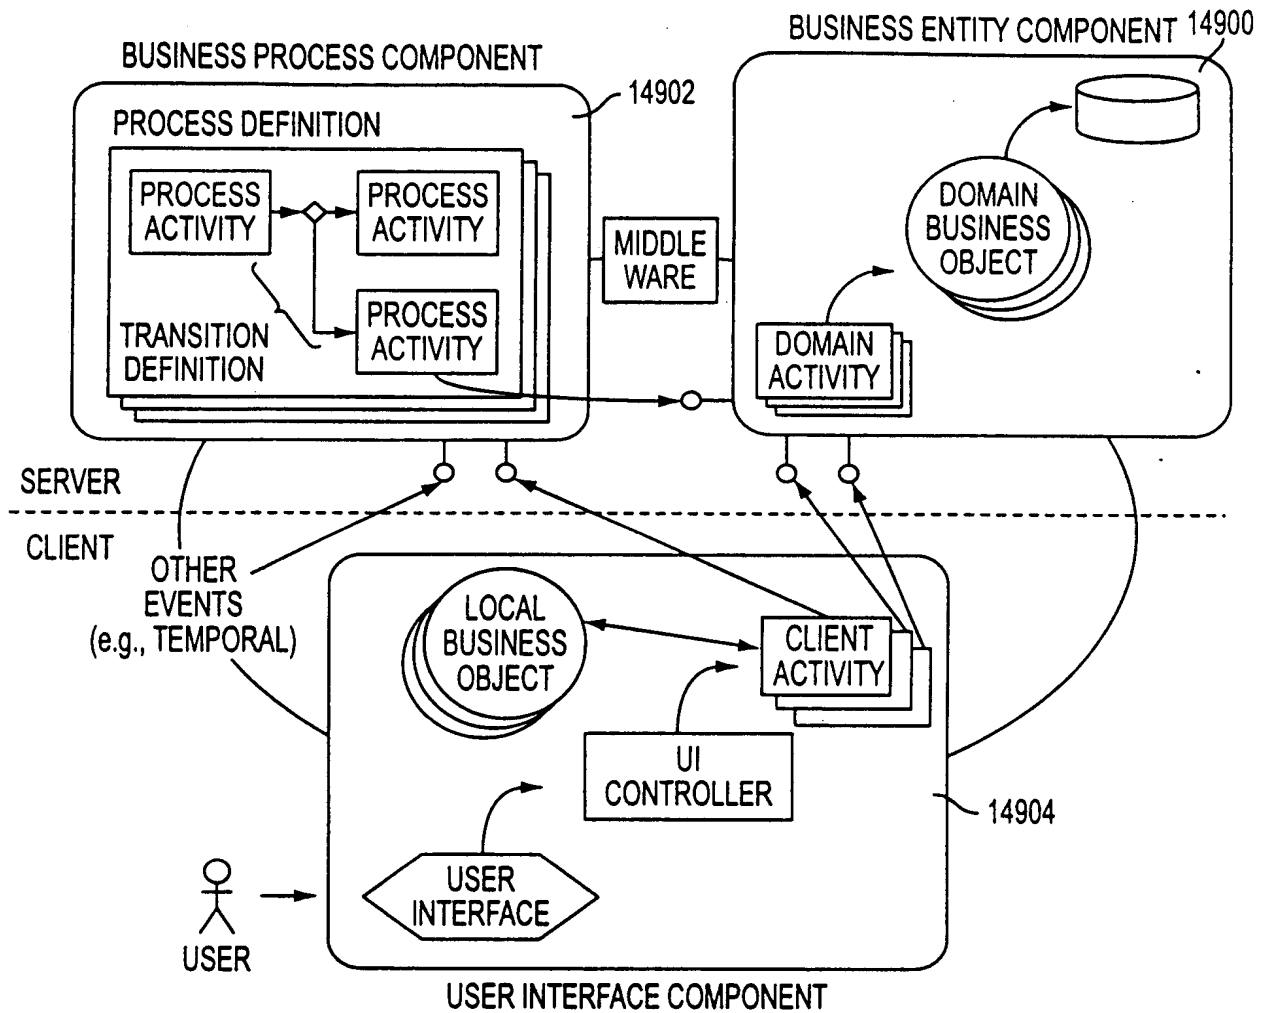 BUSINESS ENTITY COMPONENT
14900
BUSINESS PROCESS COMPONENT
14902
PROCESS DEFINITION
PROCESS
ACTIVITY
PROCESS
ACTIVITY
PROCESS
ACTIVITY
TRANSITION
DEFINITION
MIDDLE
WARE
DOMAIN
BUSINESS
OBJECT
DOMAIN
ACTIVITY
SERVER
CLIENT
OTHER
EVENTS
(e.g., TEMPORAL)
LOCAL
BUSINESS
OBJECT
CLIENT
ACTIVITY
UI
CONTROLLER
14904
USER
INTERFACE
USER
USER INTERFACE COMPONENT